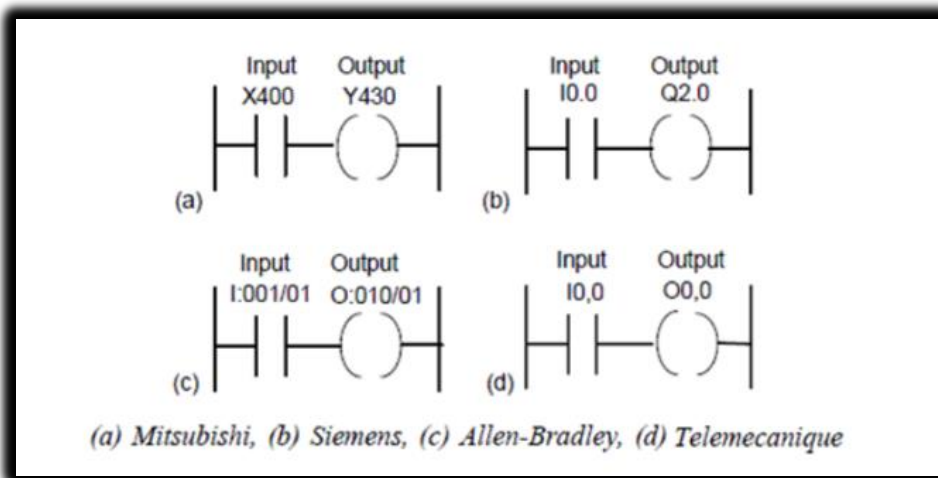 Input Output
X400 Y430
(a)
Input Output
I0.0 Q2.0
(b)
Input Output
I:001/01 O:010/01
(c)
Input Output
I0,0 O0,0
(d)
(a) Mitsubishi, (b) Siemens, (c) Allen-Bradley, (d) Telemecanique